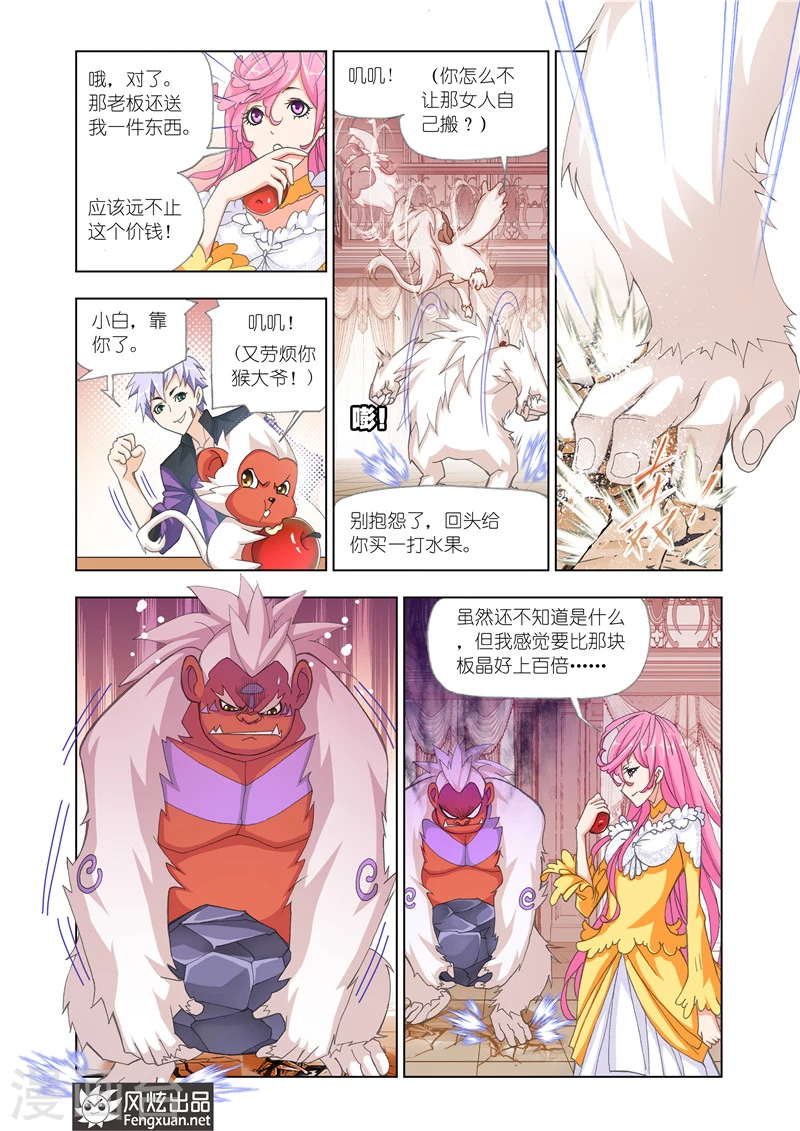 哦，对了。
那老板还送
我一件东西。
应该远不止
这个价钱！
小白，靠
你了。
叽叽！
（又劳烦你
猴大爷！）
叽叽！（你怎么不
让那女人自
己搬？）
嘭！
别抱怨了，回头给
你买一打水果。
虽然还不知道是什么
，但我感觉要比那块
板晶好上百倍……
风炫出品
Fengxuan.net